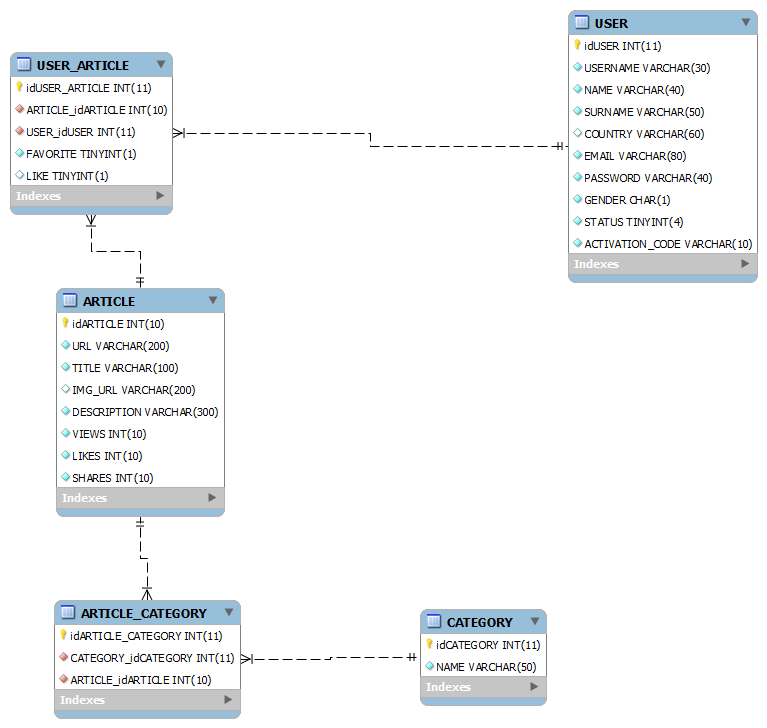 USER_ARTICLE
idUSER_ARTICLE INT(11)
ARTICLE_idARTICLE INT(10)
USER_idUSER INT(11)
FAVORITE TINYINT(1)
LIKE TINYINT(1)
Indexes
USER
idUSER INT(11)
USERNAME VARCHAR(30)
NAME VARCHAR(40)
SURNAME VARCHAR(50)
COUNTRY VARCHAR(60)
EMAIL VARCHAR(80)
PASSWORD VARCHAR(40)
GENDER CHAR(1)
STATUS TINYINT(4)
ACTIVATION_CODE VARCHAR(10)
Indexes
ARTICLE
idARTICLE INT(10)
URL VARCHAR(200)
TITLE VARCHAR(100)
IMG_URL VARCHAR(200)
DESCRIPTION VARCHAR(300)
VIEWS INT(10)
LIKES INT(10)
SHARES INT(10)
Indexes
ARTICLE_CATEGORY
idARTICLE_CATEGORY INT(11)
CATEGORY_idCATEGORY INT(11)
ARTICLE_idARTICLE INT(10)
Indexes
CATEGORY
idCATEGORY INT(11)
NAME VARCHAR(50)
Indexes